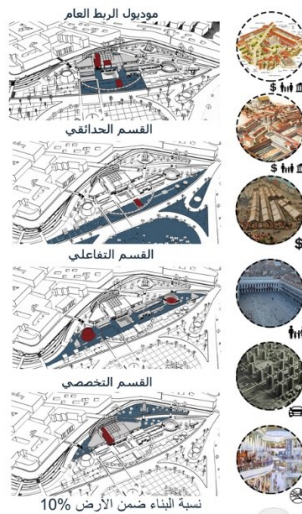 موديول الربط العام
$
القسم الحدائقي
$
القسم التفاعلي
$
القسم التخصصي
نسبة البناء ضمن الأرض 10%